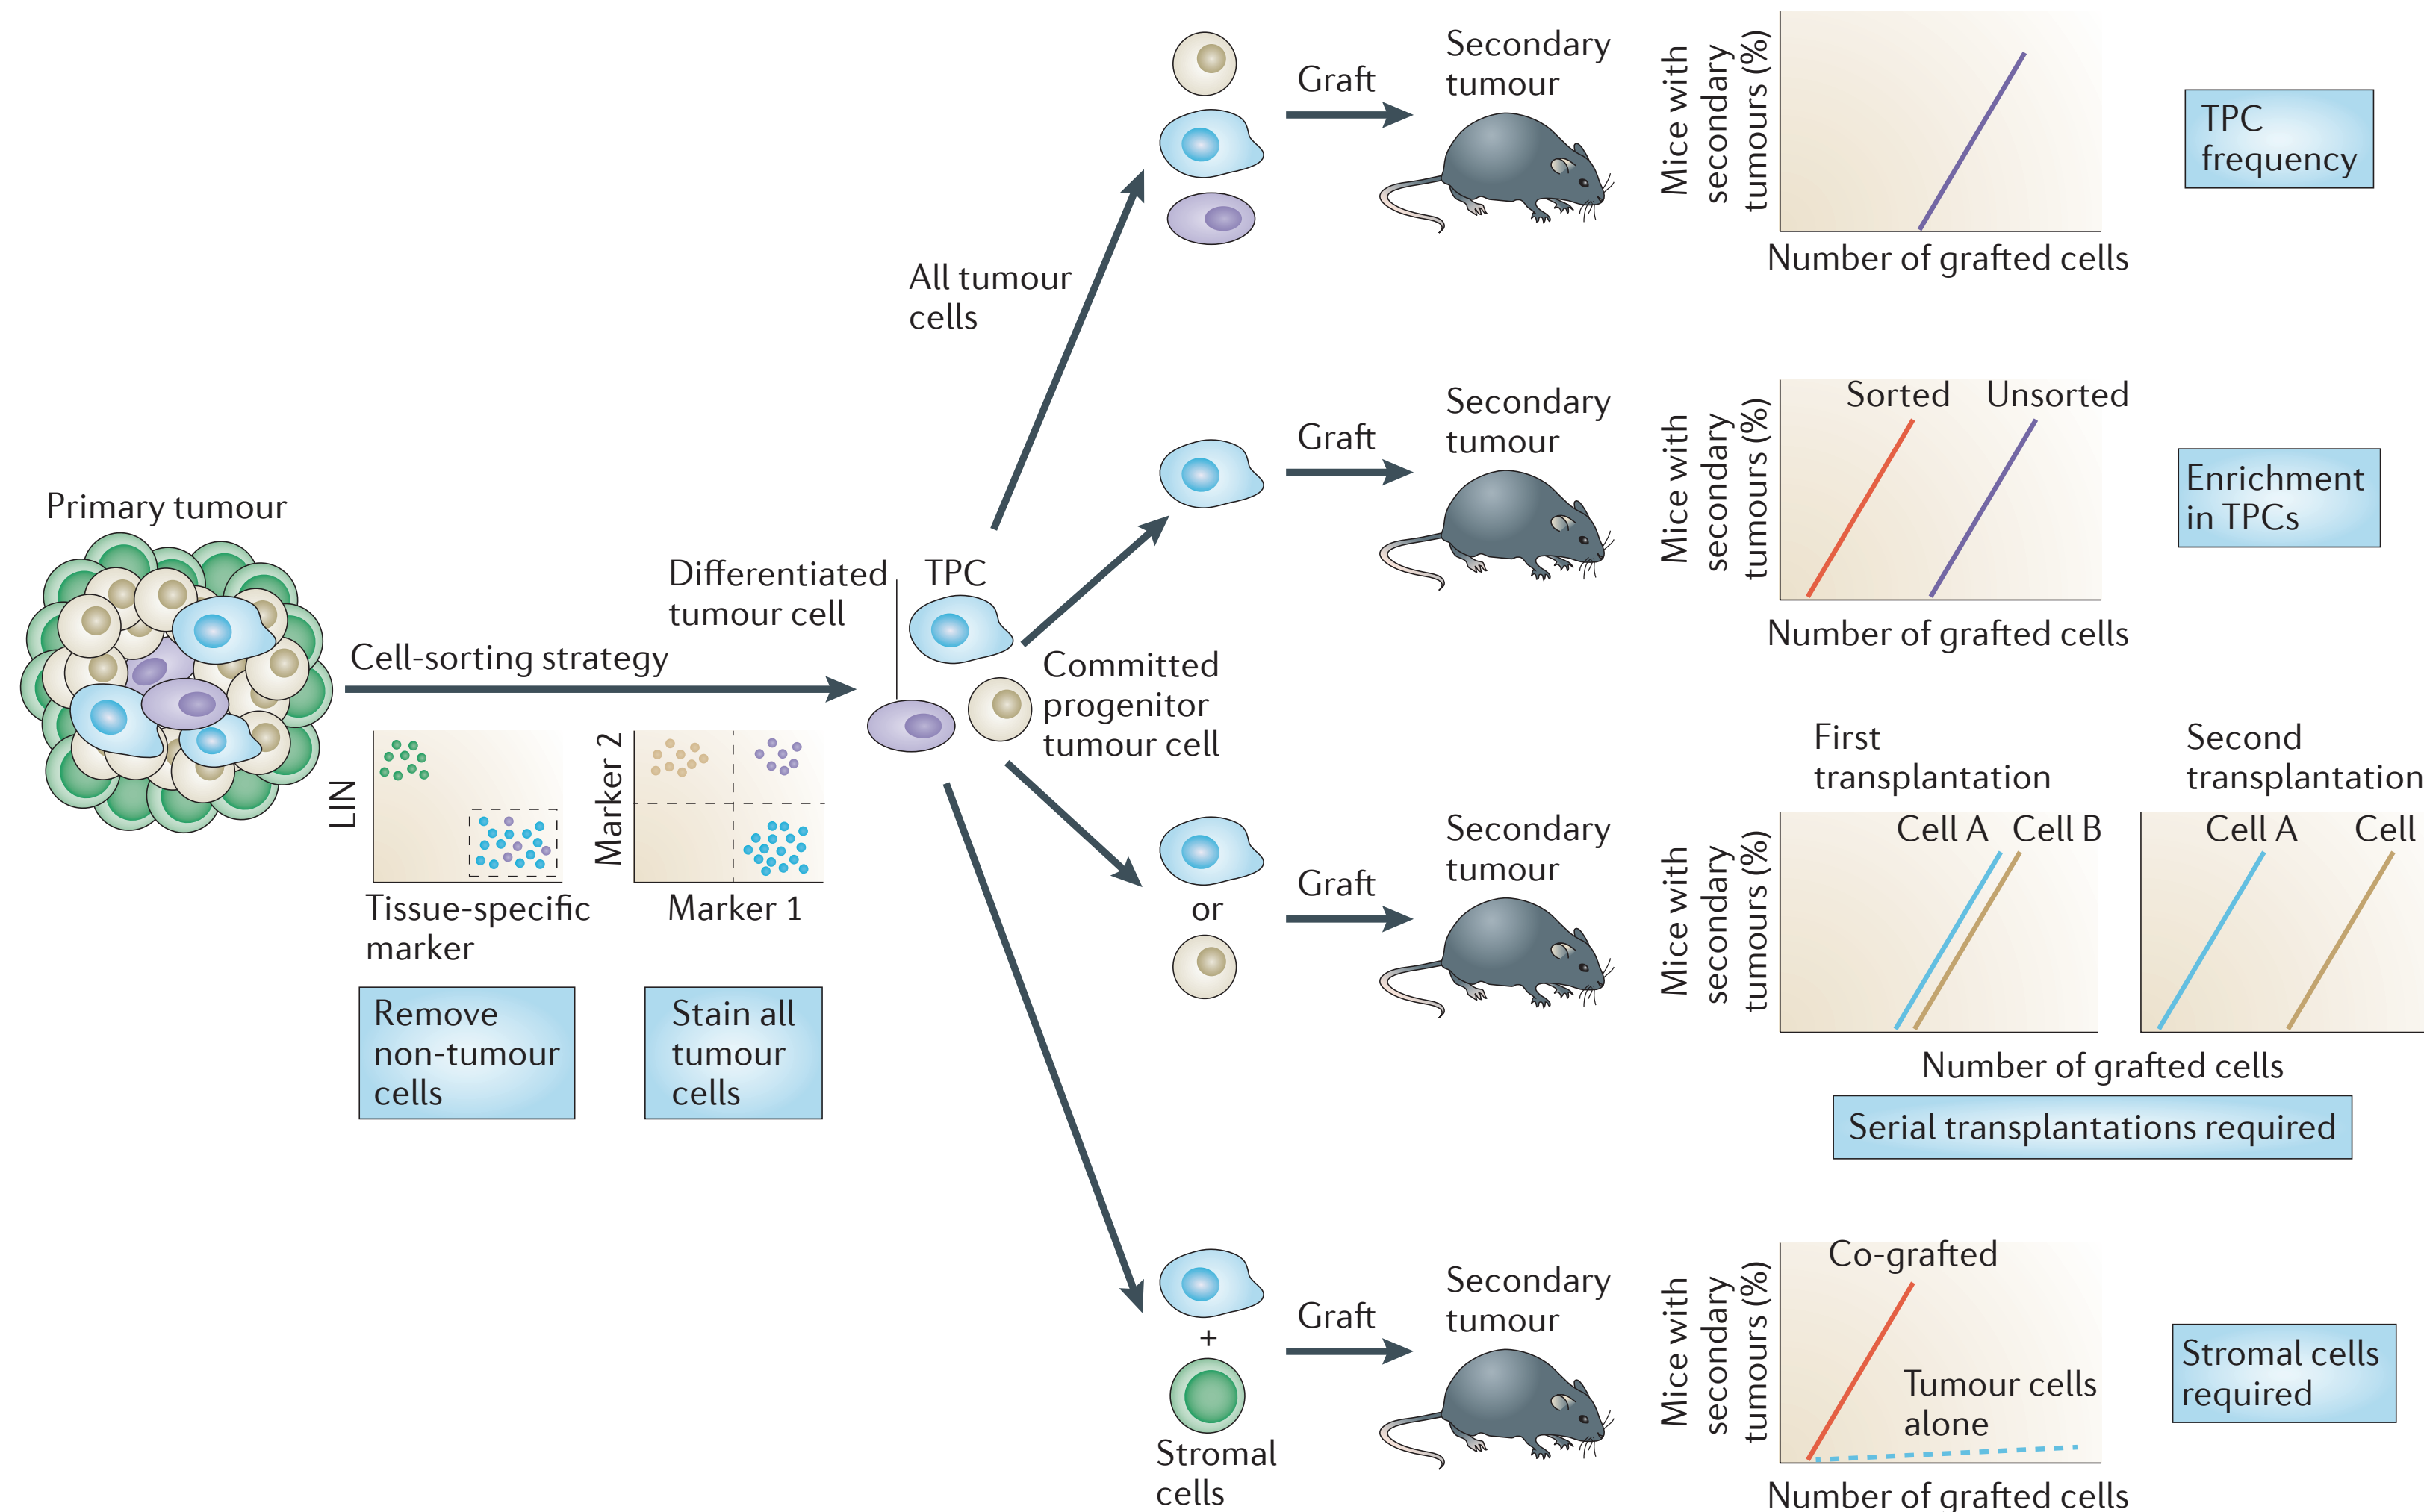 Secondary
tumour
Graft
All tumour
cells
Mice with
secondary
tumours (%)
Number of grafted cells
TPC
frequency
Secondary
tumour
Graft
Mice with
secondary
tumours (%)
Sorted
Unsorted
Number of grafted cells
Enrichment
in TPCs
Primary tumour
Cell-sorting strategy
LIN
Tissue-specific
marker
Marker 2
Marker 1
Remove
non-tumour
cells
Stain all
tumour
cells
Differentiated
tumour cell
TPC
Committed
progenitor
tumour cell
or
Graft
Secondary
tumour
Mice with
secondary
tumours (%)
First
transplantation
Cell A
Cell B
Second
transplantation
Cell A
Cell
Number of grafted cells
Serial transplantations required
+
Stromal
cells
Graft
Secondary
tumour
Mice with
secondary
tumours (%)
Co-grafted
Tumour cells
alone
Number of grafted cells
Stromal cells
required